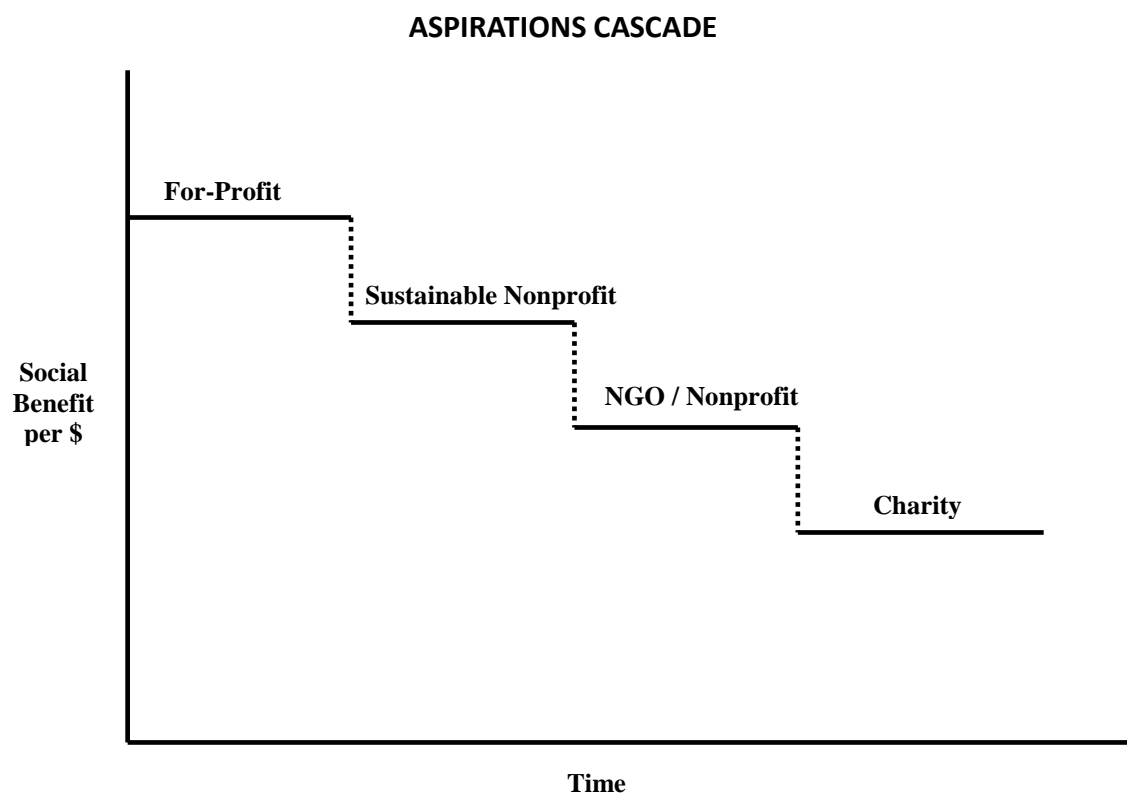 ASPIRATIONS CASCADE
For-Profit
Sustainable Nonprofit
Social
Benefit
per $
NGO / Nonprofit
Charity
Time